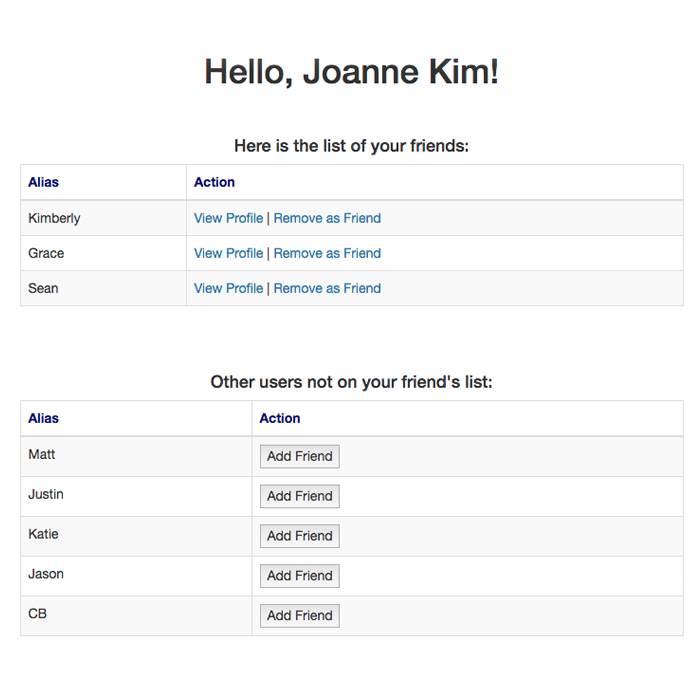 Hello, Joanne Kim!
Here is the list of your friends:
Alias Action
Kimberly View Profile | Remove as Friend
Grace View Profile | Remove as Friend
Sean View Profile | Remove as Friend
Other users not on your friend's list:
Alias Action
Matt Add Friend
Justin Add Friend
Katie Add Friend
Jason Add Friend
CB Add Friend